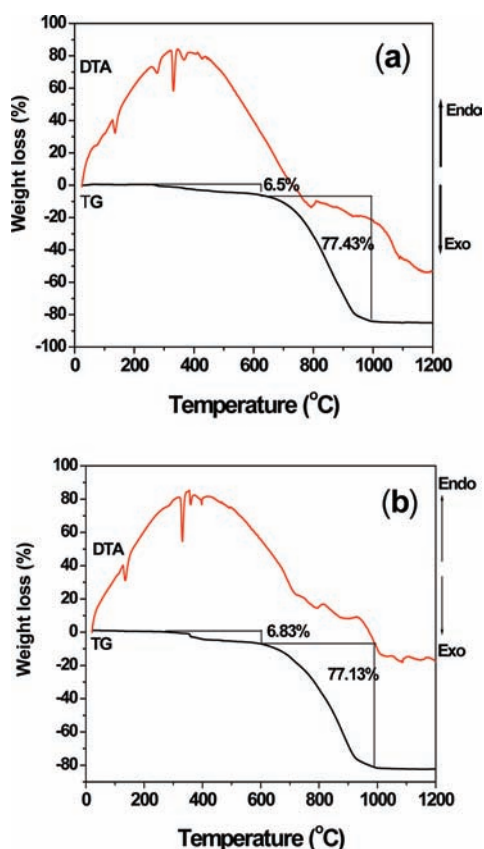 100
80
60
40
20
0
-20
-40
-60
-80
-100
Weight loss (%)
DTA
TG
(a)
6.5%
77.43%
Endo
Exo
0 200 400 600 800 1000 1200
Temperature (°C)
100
80
60
40
20
0
-20
-40
-60
-80
Weight loss (%)
DTA
TG
(b)
6.83%
77.13%
Endo
Exo
0 200 400 600 800 1000 1200
Temperature (°C)